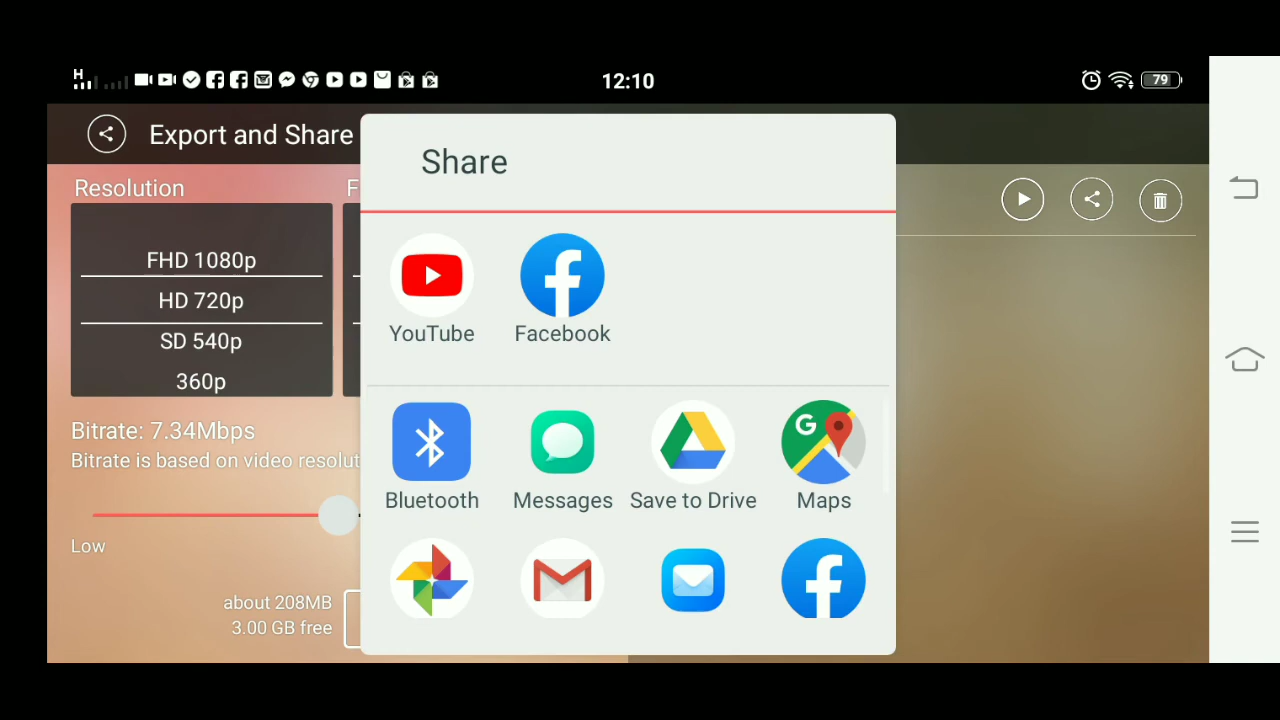 H
12:10
79
Export and Share
Share
Resolution
F
FHD 1080p
HD 720p
SD 540p
360p
YouTube
Facebook
Bitrate: 7.34Mbps
Bitrate is based on video resolut
Bluetooth
Messages
Save to Drive
Maps
G
Low
about 208MB
3.00 GB free